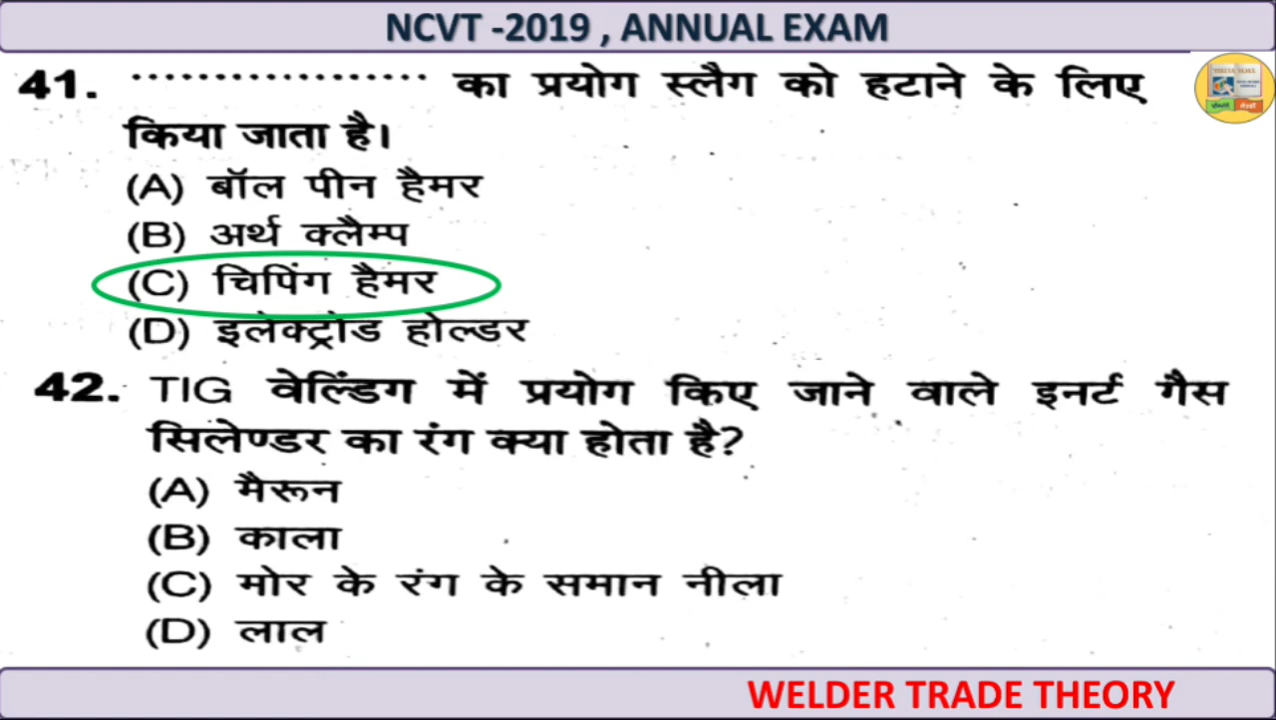 NCVT -2019 , ANNUAL EXAM
41. .................... का प्रयोग स्लैग को हटाने के लिए
किया जाता है।
(A) बॉल पीन हैमर
(B) अर्थ क्लैम्प
(C) चिपिंग हैमर
(D) इलेक्ट्रोड होल्डर
42. TIG वेल्डिंग में प्रयोग किए जाने वाले इनर्ट गैस
सिलेण्डर का रंग क्या होता है?
(A) मैरून
(B) काला
(C) मोर के रंग के समान नीला
(D) लाल
WELDER TRADE THEORY